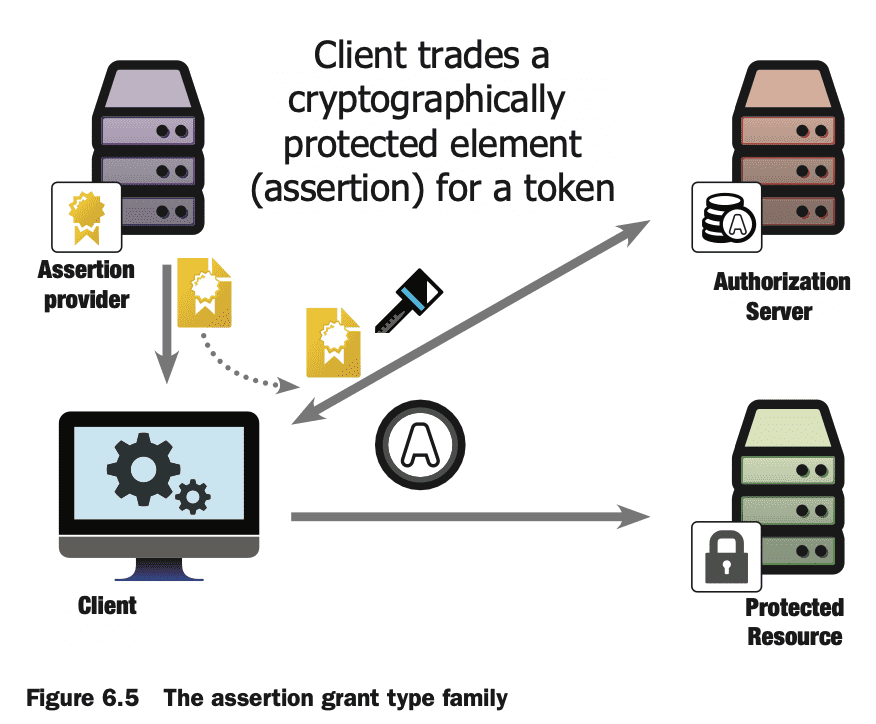 Client trades a
cryptographically
protected element
(assertion) for a token
Assertion
provider
Authorization
Server
A
A
Client
Protected
Resource
Figure 6.5 The assertion grant type family